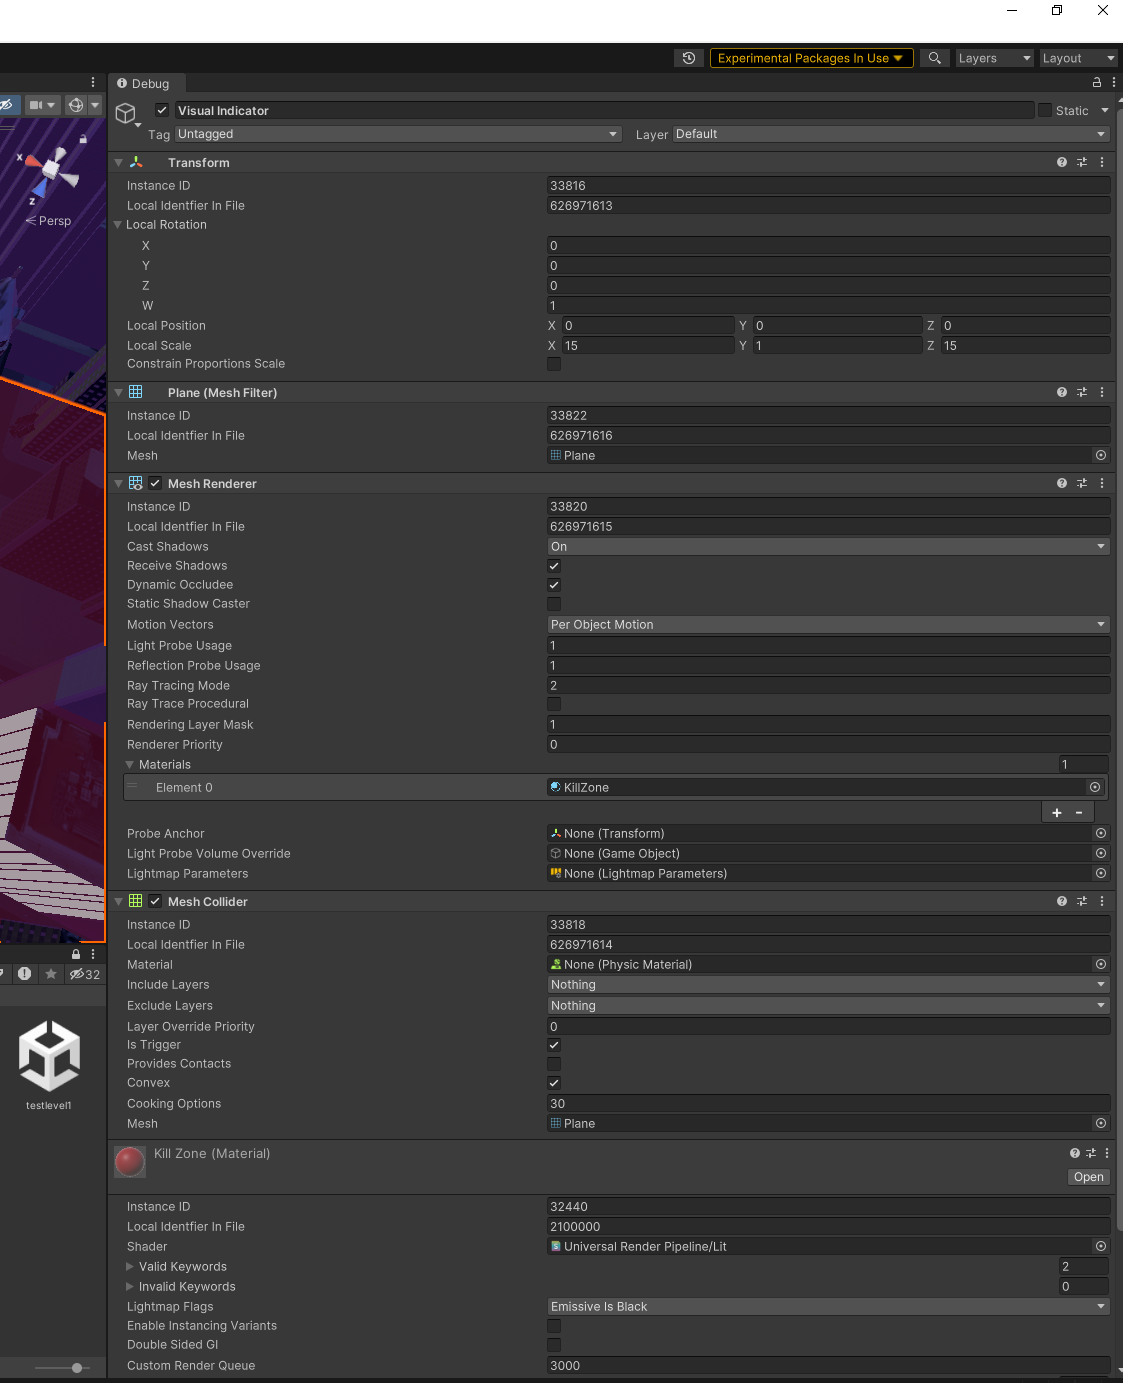 Experimental Packages In Use
Layers
Layout
Debug
Visual Indicator
Static
Tag Untagged
Layer Default
x
z
Persp
Transform
Instance ID 33816
Local Identfier In File 626971613
Local Rotation
X 0
Y 0
Z 0
W 1
Local Position X 0 Y 0 Z 0
Local Scale X 15 Y 1 Z 15
Constrain Proportions Scale
Plane (Mesh Filter)
Instance ID 33822
Local Identfier In File 626971616
Mesh Plane
Mesh Renderer
Instance ID 33820
Local Identfier In File 626971615
Cast Shadows On
Receive Shadows
Dynamic Occludee
Static Shadow Caster
Motion Vectors Per Object Motion
Light Probe Usage 1
Reflection Probe Usage 1
Ray Tracing Mode 2
Ray Trace Procedural
Rendering Layer Mask 1
Renderer Priority 0
Materials 1
Element 0 KillZone
+ -
Probe Anchor None (Transform)
Light Probe Volume Override None (Game Object)
Lightmap Parameters None (Lightmap Parameters)
Mesh Collider
Instance ID 33818
Local Identfier In File 626971614
Material None (Physic Material)
Include Layers Nothing
Exclude Layers Nothing
Layer Override Priority 0
Is Trigger
Provides Contacts
Convex
Cooking Options 30
Mesh Plane
32
testlevel1
Kill Zone (Material)
Open
Instance ID 32440
Local Identfier In File 2100000
Shader Universal Render Pipeline/Lit
Valid Keywords 2
Invalid Keywords 0
Lightmap Flags Emissive Is Black
Enable Instancing Variants
Double Sided GI
Custom Render Queue 3000